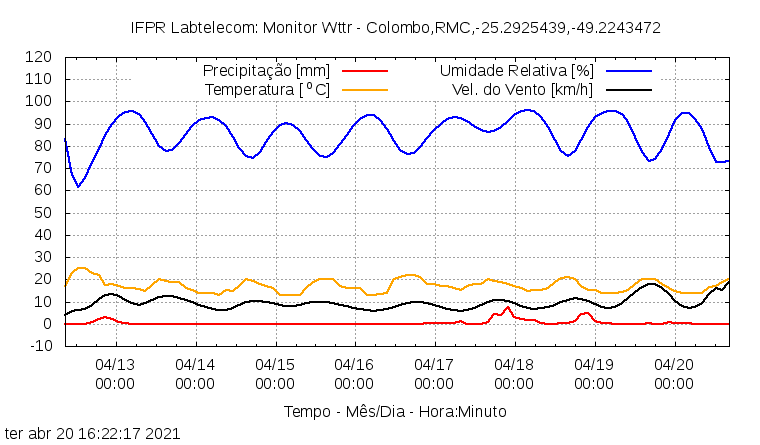 IFPR Labtelecom: Monitor Wttr - Colombo,RMC,-25.2925439,-49.2243472
120
110
100
90
80
70
60
50
40
30
20
10
0
-10
Precipitação [mm]
Temperatura [⁰C]
Umidade Relativa [%]
Vel. do Vento [km/h]
04/13 04/14 04/15 04/16 04/17 04/18 04/19 04/20
00:00 00:00 00:00 00:00 00:00 00:00 00:00 00:00
Tempo - Mês/Dia - Hora:Minuto
ter abr 20 16:22:17 2021